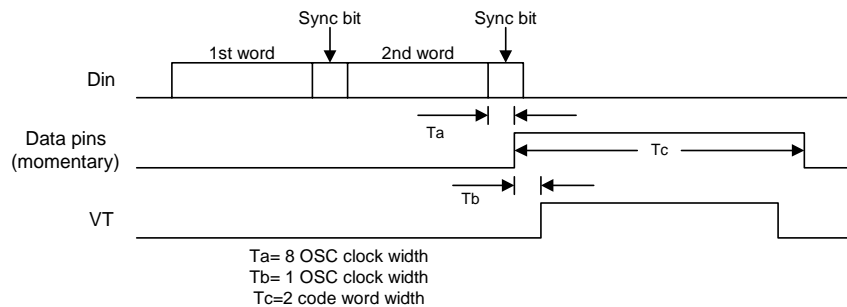 Sync bit
Sync bit
1st word
2nd word
Din
Ta
Data pins
(momentary)
Tc
Tb
VT
Ta= 8 OSC clock width
Tb= 1 OSC clock width
Tc=2 code word width